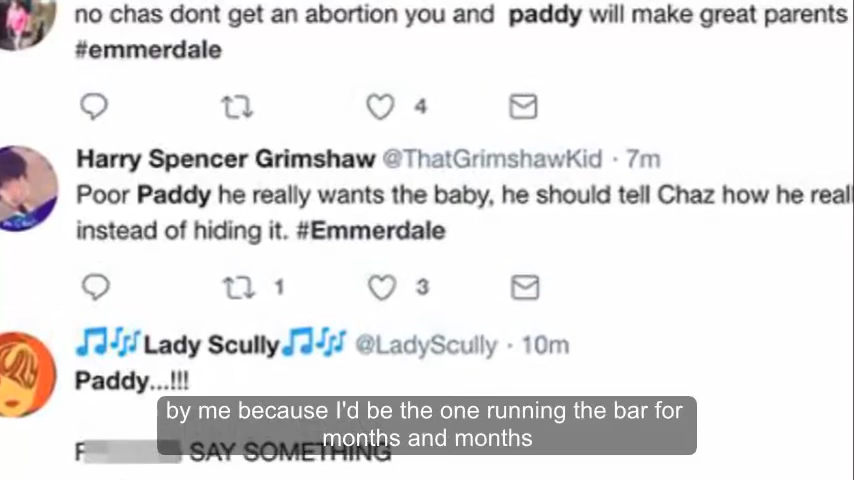 no chas dont get an abortion you and paddy will make great parents
#emmerdale
4
Harry Spencer Grimshaw @ThatGrimshawKid · 7m
Poor Paddy he really wants the baby, he should tell Chaz how he real
instead of hiding it. #Emmerdale
1 3
🎵🎶Lady Scully🎵🎶 @LadyScully · 10m
Paddy...!!!
by me because I'd be the one running the bar for
months and months
F SAY SOMETHING